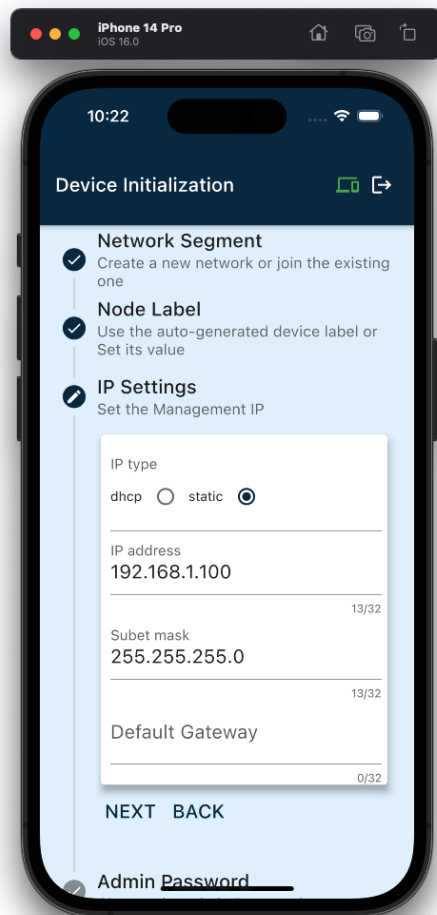 iPhone 14 Pro
iOS 16.0
10:22
Device Initialization
Network Segment
Create a new network or join the existing
one
Node Label
Use the auto-generated device label or
Set its value
IP Settings
Set the Management IP
IP type
dhcp static
IP address
192.168.1.100
13/32
Subet mask
255.255.255.0
13/32
Default Gateway
0/32
NEXT BACK
Admin Password